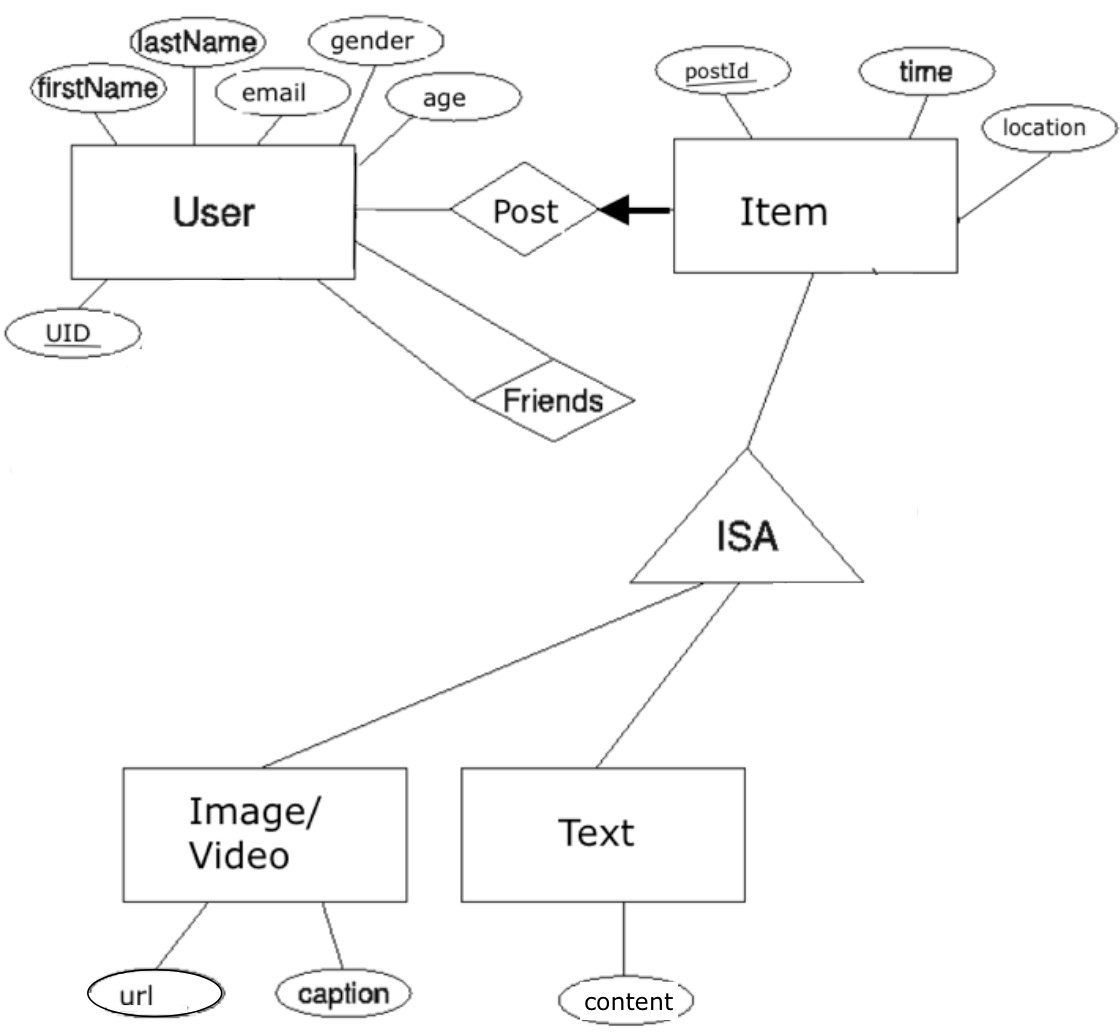 lastName
gender
firstName
email
age
postId
time
location
User
Post
Item
UID
Friends
ISA
Image/
Video
Text
url
caption
content